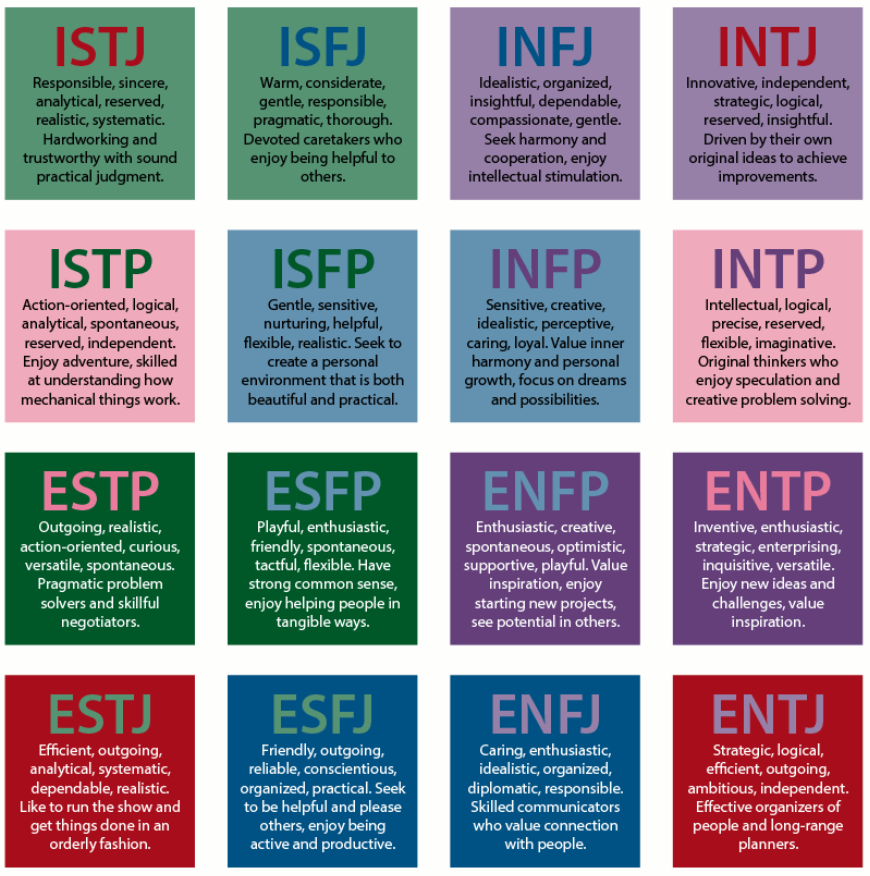 ISTJ
Responsible, sincere,
analytical, reserved,
realistic, systematic.
Hardworking and
trustworthy with sound
practical judgment.
ISFJ
Warm, considerate,
gentle, responsible,
pragmatic, thorough.
Devoted caretakers who
enjoy being helpful to
others.
INFJ
Idealistic, organized,
insightful, dependable,
compassionate, gentle.
Seek harmony and
cooperation, enjoy
intellectual stimulation.
INTJ
Innovative, independent,
strategic, logical,
reserved, insightful.
Driven by their own
original ideas to achieve
improvements.
ISTP
Action-oriented, logical,
analytical, spontaneous,
reserved, independent.
Enjoy adventure, skilled
at understanding how
mechanical things work.
ISFP
Gentle, sensitive,
nurturing, helpful,
flexible, realistic. Seek to
create a personal
environment that is both
beautiful and practical.
INFP
Sensitive, creative,
idealistic, perceptive,
caring, loyal. Value inner
harmony and personal
growth, focus on dreams
and possibilities.
INTP
Intellectual, logical,
precise, reserved,
flexible, imaginative.
Original thinkers who
enjoy speculation and
creative problem solving.
ESTP
Outgoing, realistic,
action-oriented, curious,
versatile, spontaneous.
Pragmatic problem
solvers and skillful
negotiators.
ESFP
Playful, enthusiastic,
friendly, spontaneous,
tactful, flexible. Have
strong common sense,
enjoy helping people in
tangible ways.
ENFP
Enthusiastic, creative,
spontaneous, optimistic,
supportive, playful. Value
inspiration, enjoy
starting new projects,
see potential in others.
ENTP
Inventive, enthusiastic,
strategic, enterprising,
inquisitive, versatile.
Enjoy new ideas and
challenges, value
inspiration.
ESTJ
Efficient, outgoing,
analytical, systematic,
dependable, realistic.
Like to run the show and
get things done in an
orderly fashion.
ESFJ
Friendly, outgoing,
reliable, conscientious,
organized, practical. Seek
to be helpful and please
others, enjoy being
active and productive.
ENFJ
Caring, enthusiastic,
idealistic, organized,
diplomatic, responsible.
Skilled communicators
who value connection
with people.
ENTJ
Strategic, logical,
efficient, outgoing,
ambitious, independent.
Effective organizers of
people and long-range
planners.